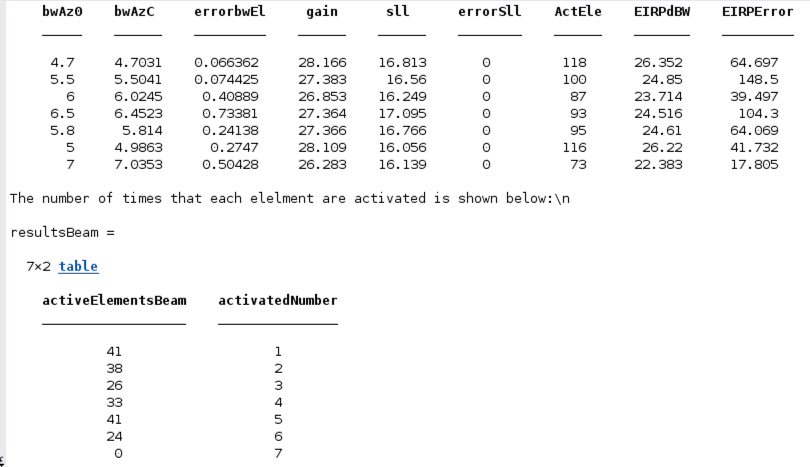 bwAz0 bwAzC errorbwEl gain sll errorSll ActEle EIRPdBW EIRPError
4.7 4.7031 0.066362 28.166 16.813 0 118 26.352 64.697
5.5 5.5041 0.074425 27.383 16.56 0 100 24.85 148.5
6 6.0245 0.40889 26.853 16.249 0 87 23.714 39.497
6.5 6.4523 0.73381 27.364 17.095 0 93 24.516 104.3
5.8 5.814 0.24138 27.366 16.766 0 95 24.61 64.069
5 4.9863 0.2747 28.109 16.056 0 116 26.22 41.732
7 7.0353 0.50428 26.283 16.139 0 73 22.383 17.805
The number of times that each elelment are activated is shown below:\n
resultsBeam =
7×2 table
activeElementsBeam activatedNumber
41 1
38 2
26 3
33 4
41 5
24 6
0 7